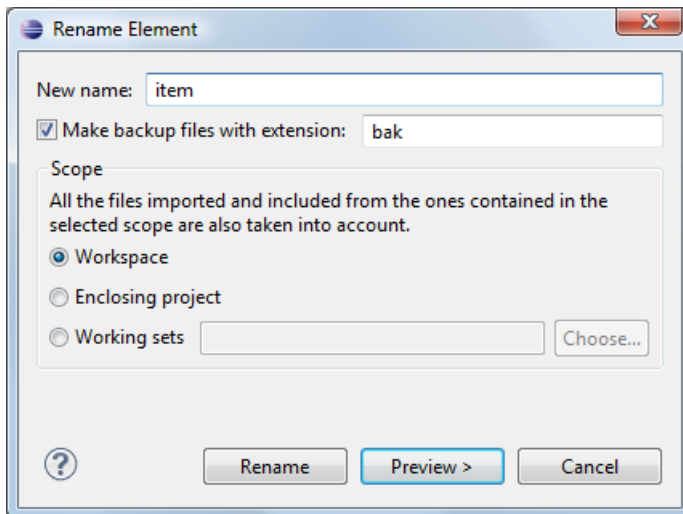 Rename Element
New name: item
Make backup files with extension: bak
Scope
All the files imported and included from the ones contained in the
selected scope are also taken into account.
Workspace
Enclosing project
Working sets Choose...
? Rename Preview > Cancel